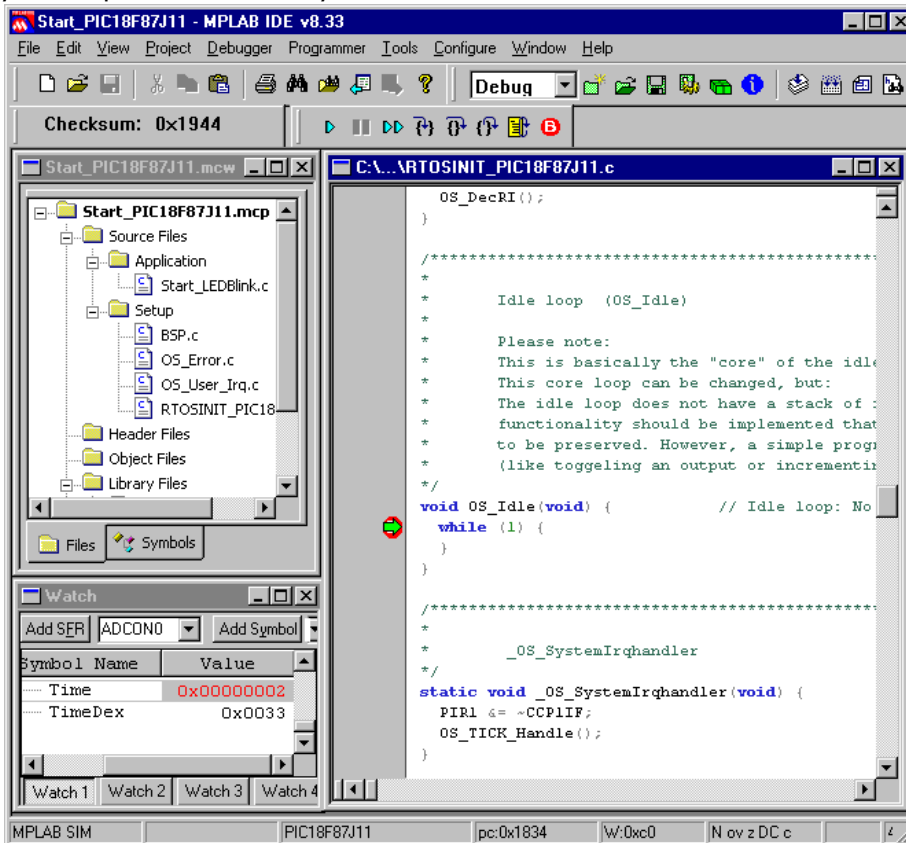 Start_PIC18F87J11 - MPLAB IDE v8.33
File Edit View Project Debugger Programmer Tools Configure Window Help
Debug
Checksum: 0x1944
Start_PIC18F87J11.mcw
Start_PIC18F87J11.mcp
Source Files
Application
Start_LEDBlink.c
Setup
BSP.c
OS_Error.c
OS_User_Irq.c
RTOSINIT_PIC18
Header Files
Object Files
Library Files
Files Symbols
Watch
Add SFR ADCON0 Add Symbol
Symbol Name Value
Time 0x00000002
TimeDex 0x0033
Watch 1 Watch 2 Watch 3 Watch 4
C:\...\RTOSINIT_PIC18F87J11.c
OS_DecRI();
}
/*************************************************
*
* Idle loop (OS_Idle)
*
* Please note:
* This is basically the "core" of the idle
* This core loop can be changed, but:
* The idle loop does not have a stack of
* functionality should be implemented that
* to be preserved. However, a simple progr
* (like toggeling an output or incrementin
*/
void OS_Idle(void) { // Idle loop: No
while (1) {
}
}
/*************************************************
*
* _OS_SystemIrqhandler
*/
static void _OS_SystemIrqhandler(void) {
PIR1 &= ~CCP1IF;
OS_TICK_Handle();
}
MPLAB SIM PIC18F87J11 pc:0x1834 W:0xc0 N ov z DC c